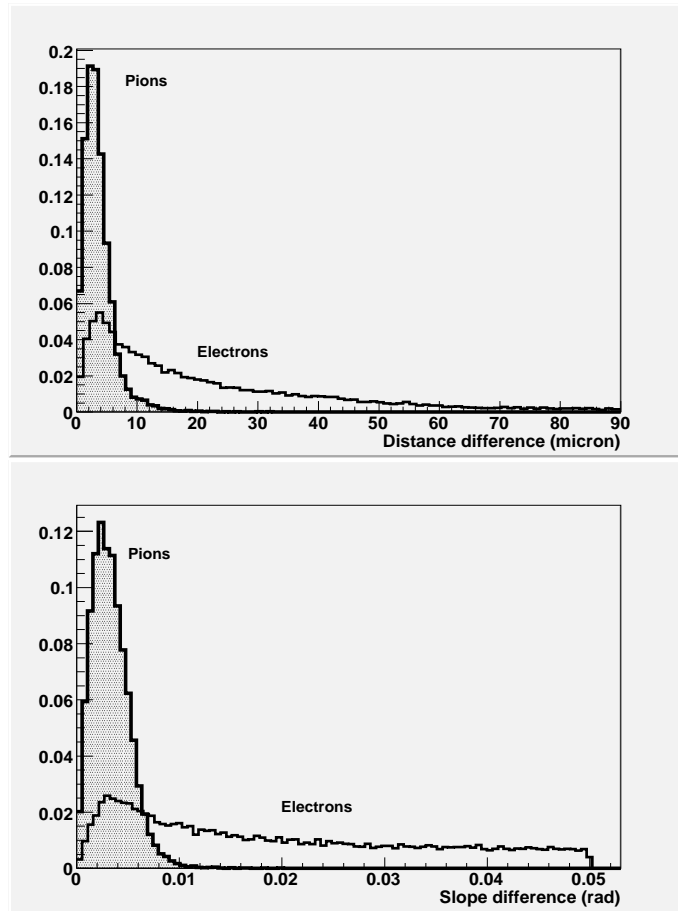 0.2
Pions
0.18
0.16
0.14
0.12
0.1
0.08
0.06
0.04
Electrons
0.02
0
0 10 20 30 40 50 60 70 80 90
Distance difference (micron)
0.12
Pions
0.1
0.08
0.06
0.04
Electrons
0.02
0
0 0.01 0.02 0.03 0.04 0.05
Slope difference (rad)